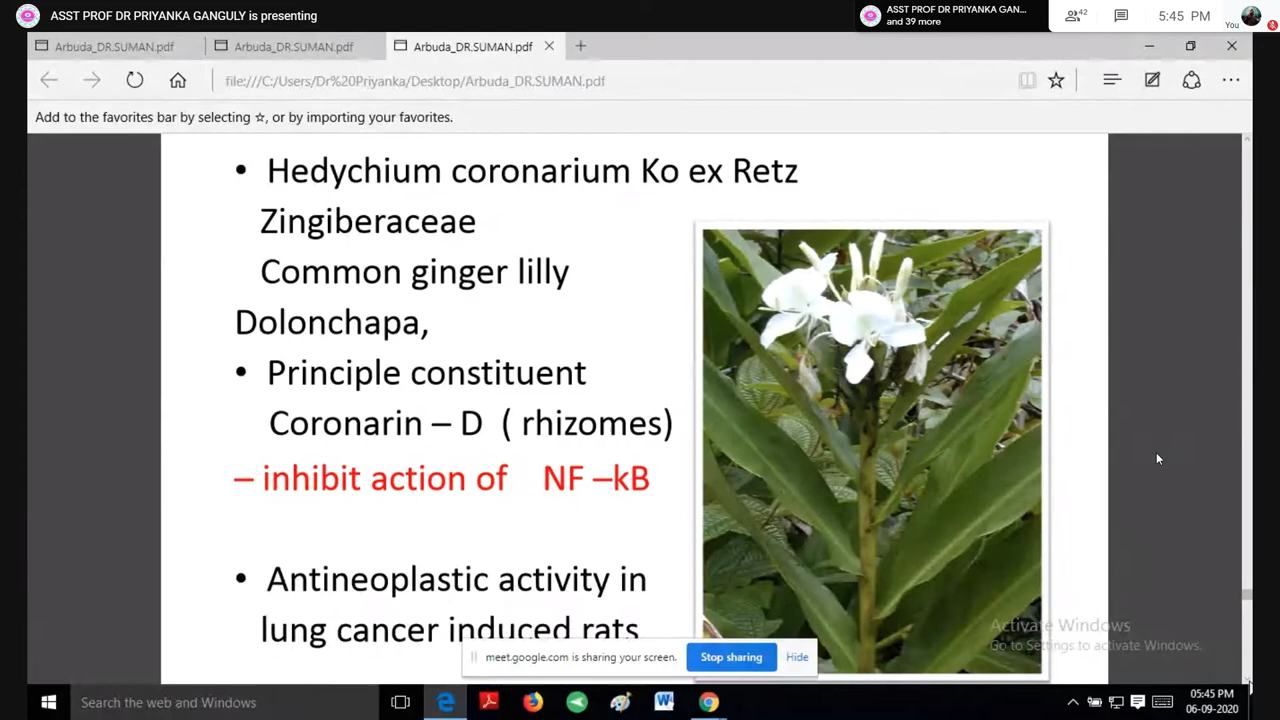 ASST PROF DR PRIYANKA GANGULY is presenting
ASST PROF DR PRIYANKA GAN...
and 39 more
42
5:45 PM
You
Arbuda_DR.SUMAN.pdf
Arbuda_DR.SUMAN.pdf
Arbuda_DR.SUMAN.pdf
file:///C:/Users/Dr%20Priyanka/Desktop/Arbuda_DR.SUMAN.pdf
Add to the favorites bar by selecting ☆, or by importing your favorites.
• Hedychium coronarium Ko ex Retz
Zingiberaceae
Common ginger lilly
Dolonchapa,
• Principle constituent
Coronarin – D ( rhizomes)
– inhibit action of NF –kB
• Antineoplastic activity in
lung cancer induced rats
Activate Windows
Go to Settings to activate Windows.
meet.google.com is sharing your screen.
Stop sharing
Hide
Search the web and Windows
05:45 PM
06-09-2020